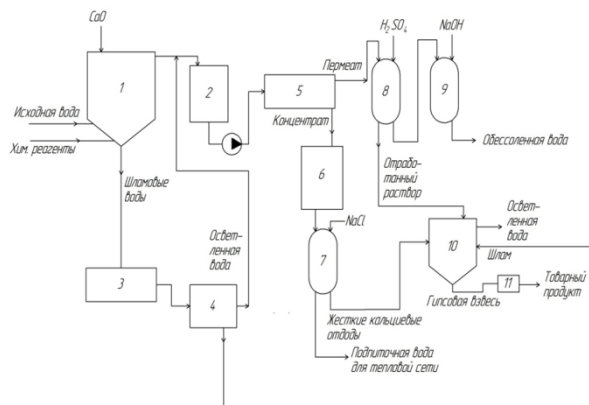 CaO
H₂SO₄
NaOH
Пермеат
1
2
5
8
9
Исходная вода
Концентрат
Хим. реагенты
Обессоленная вода
Шламовые
воды
6
Отрабо-
танный
раствор
Освет-
ленная
вода
NaCl
Освет-
ленная вода
7
10
Шлам
3
4
11
Товарный
продукт
Гипсовая взвесь
Жесткие кальциевые
отходы
Подпиточная вода
для тепловой сети